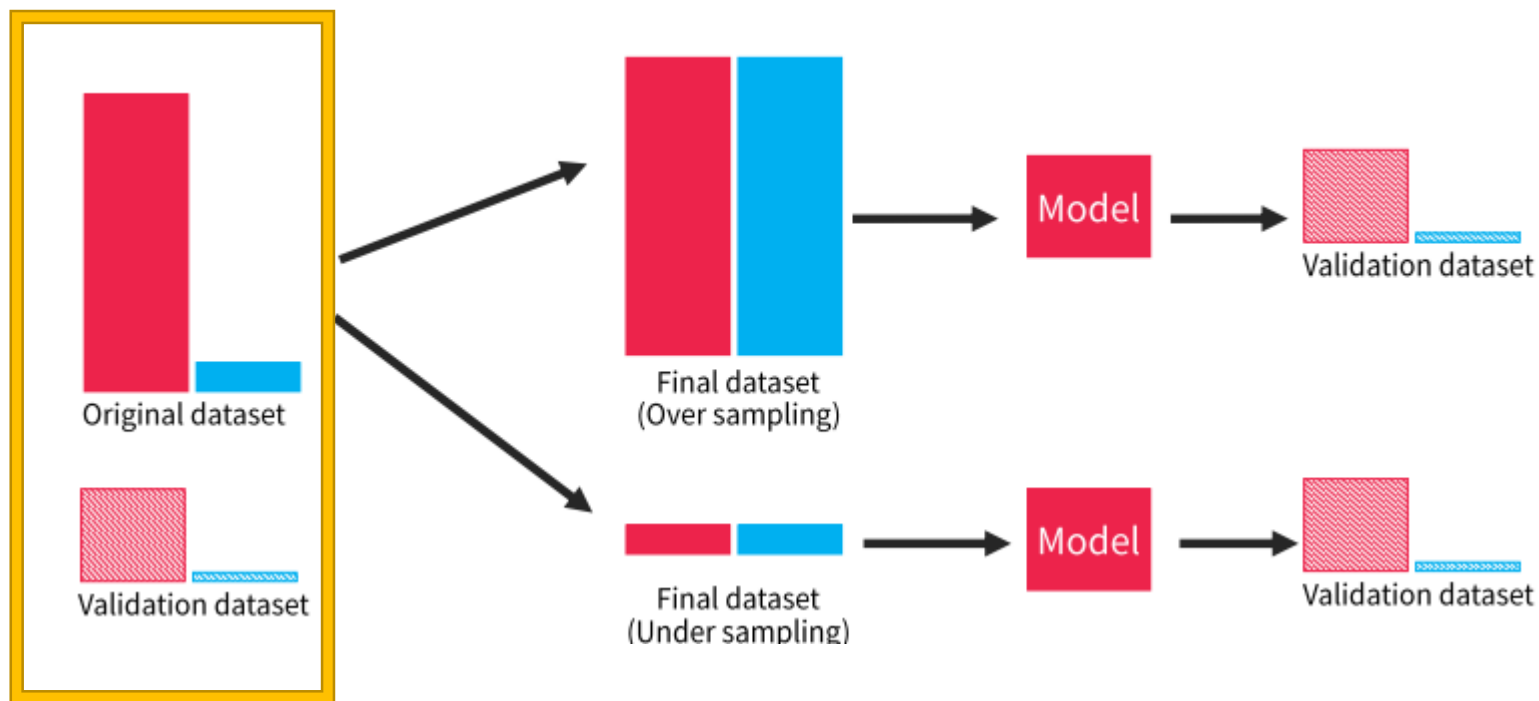 Original dataset
Validation dataset
Final dataset
(Over sampling)
Model
Validation dataset
Final dataset
(Under sampling)
Model
Validation dataset